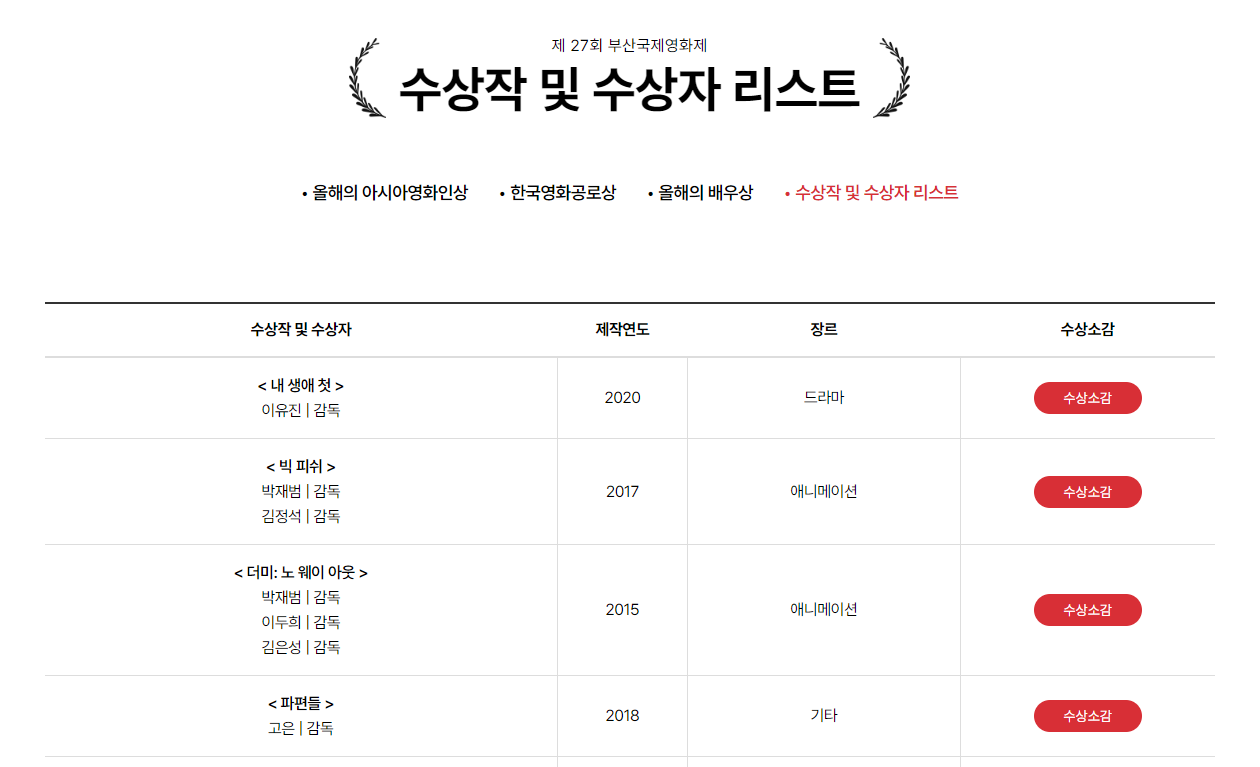 제 27회 부산국제영화제
수상작 및 수상자 리스트
• 올해의 아시아영화인상 • 한국영화공로상 • 올해의 배우상 • 수상작 및 수상자 리스트
수상작 및 수상자 제작연도 장르 수상소감
< 내 생애 첫 >
이유진 | 감독
2020 드라마 수상소감
< 빅 피쉬 >
박재범 | 감독
김정석 | 감독
2017 애니메이션 수상소감
< 더미: 노 웨이 아웃 >
박재범 | 감독
이두희 | 감독
김은성 | 감독
2015 애니메이션 수상소감
< 파편들 >
고은 | 감독
2018 기타 수상소감